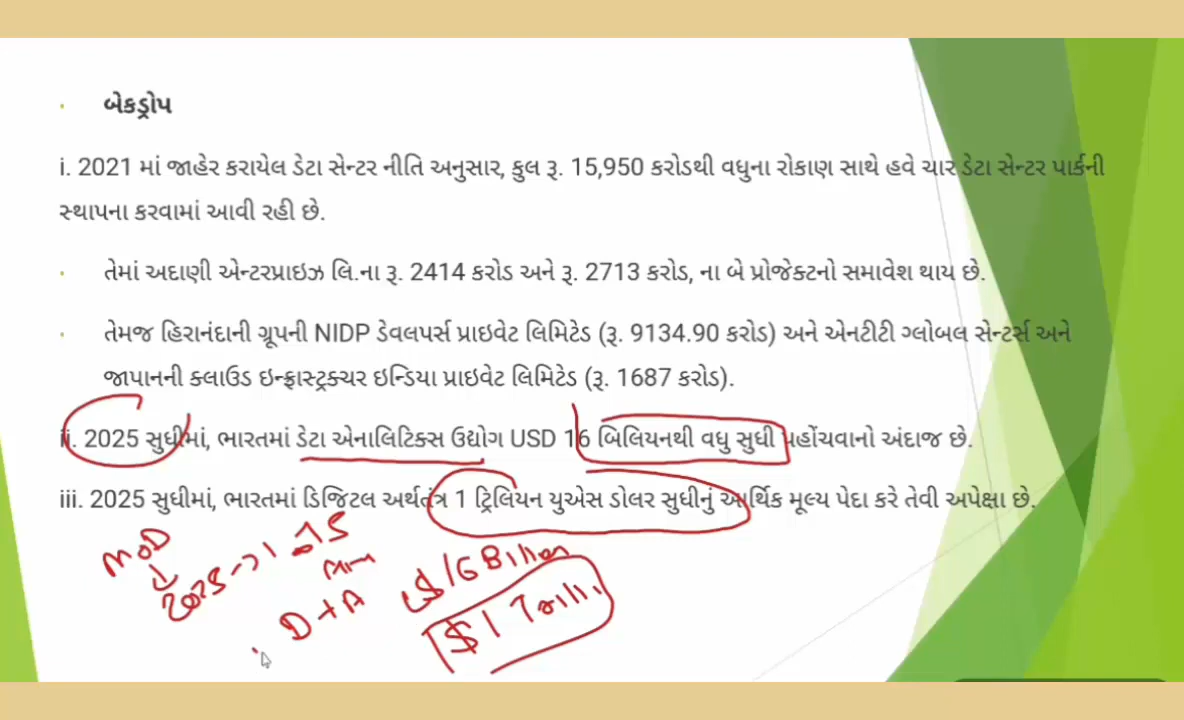 બેકડ્રોપ
i. 2021 માં જાહેર કરાયેલ ડેટા સેન્ટર નીતિ અનુસાર, કુલ રૂ. 15,950 કરોડથી વધુના રોકાણ સાથે હવે ચાર ડેટા સેન્ટર પાર્કની
સ્થાપના કરવામાં આવી રહી છે.
તેમાં અદાણી એન્ટરપ્રાઇઝ લિ.ના રૂ. 2414 કરોડ અને રૂ. 2713 કરોડ, ના બે પ્રોજેક્ટનો સમાવેશ થાય છે.
તેમજ હિરાનંદાની ગ્રૂપની NIDP ડેવલપર્સ પ્રાઇવેટ લિમિટેડ (રૂ. 9134.90 કરોડ) અને એનટીટી ગ્લોબલ સેન્ટર્સ અને
જાપાનની ક્લાઉડ ઇન્ફ્રાસ્ટ્રક્ચર ઇન્ડિયા પ્રાઇવેટ લિમિટેડ (રૂ. 1687 કરોડ).
ii. 2025 સુધીમાં, ભારતમાં ડેટા એનાલિટિક્સ ઉદ્યોગ USD 16 બિલિયનથી વધુ સુધી પહોંચવાનો અંદાજ છે.
iii. 2025 સુધીમાં, ભારતમાં ડિજિટલ અર્થતંત્ર 1 ટ્રિલિયન યુએસ ડોલર સુધીનું આર્થિક મૂલ્ય પેદા કરે તેવી અપેક્ષા છે.
MOD
2025 →
D + A
$16 Billion
$1